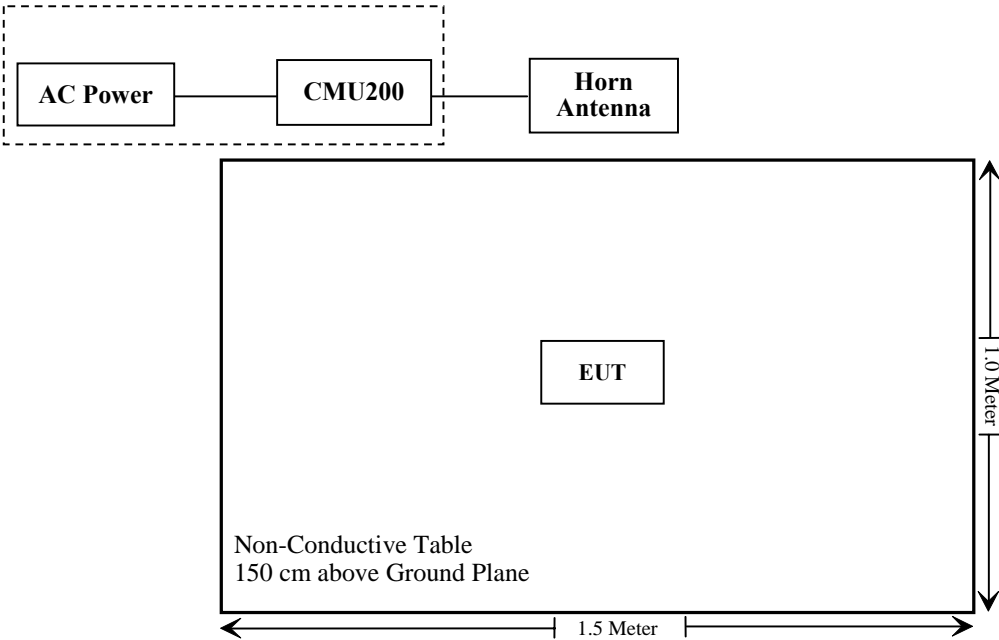 AC Power
CMU200
Horn
Antenna
EUT
1.0 Meter
Non-Conductive Table
150 cm above Ground Plane
1.5 Meter